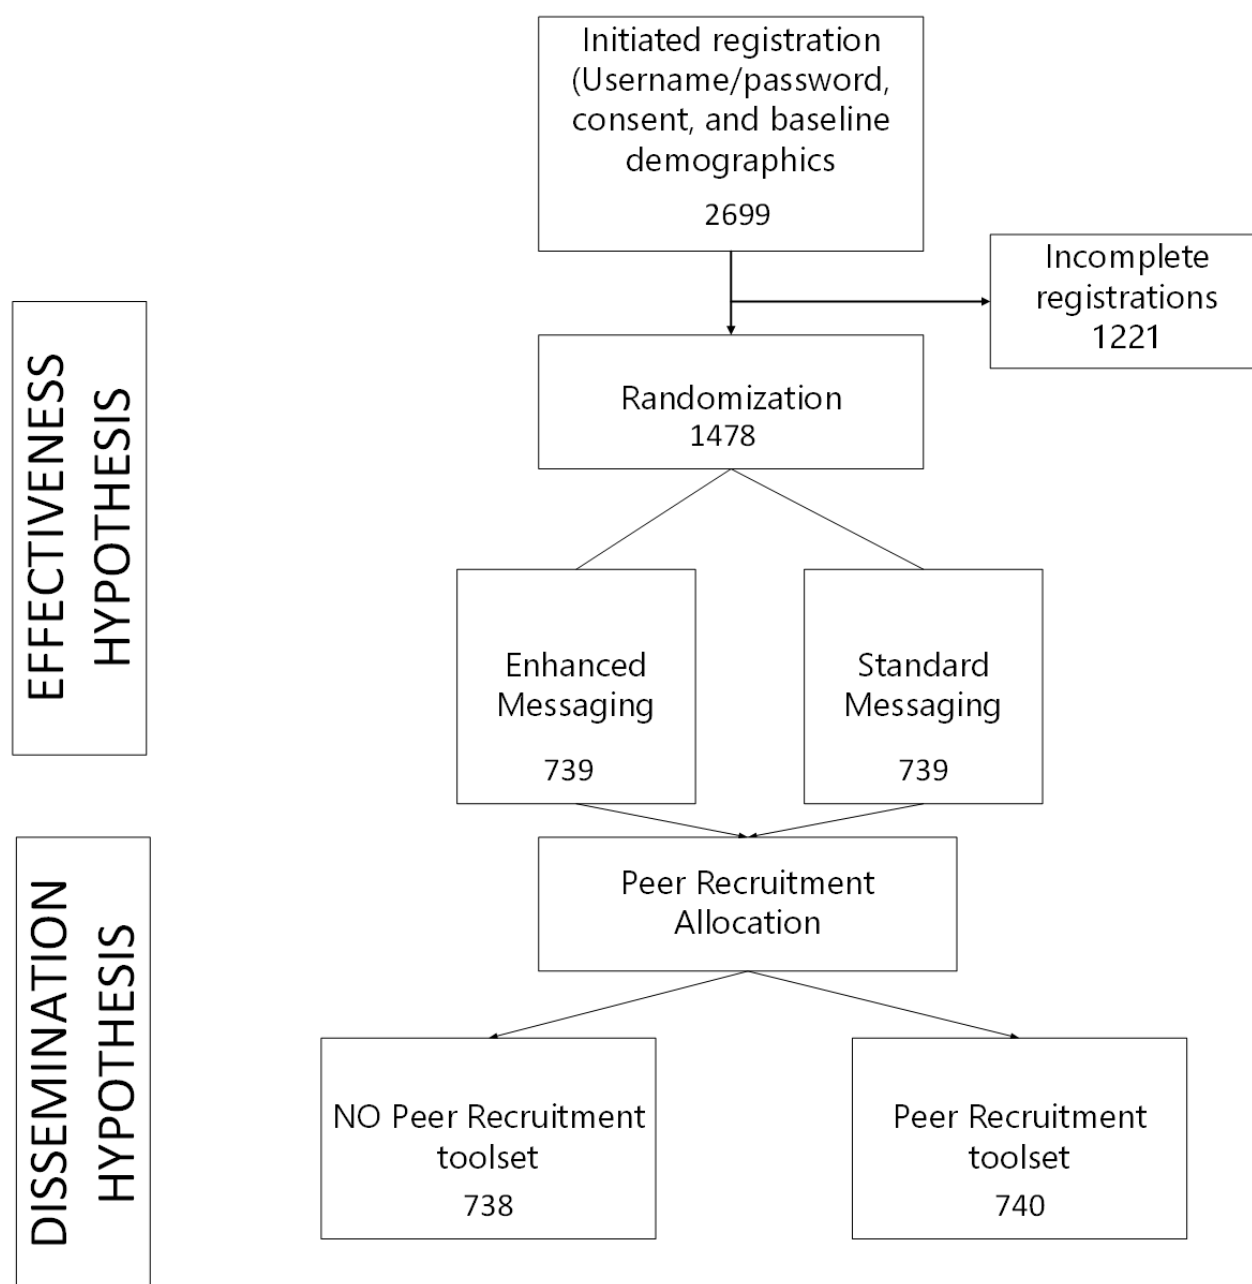 Initiated registration
(Username/password,
consent, and baseline
demographics
2699
Incomplete
registrations
1221
EFFECTIVENESS
HYPOTHESIS
Randomization
1478
Enhanced
Messaging
739
Standard
Messaging
739
DISSEMINATION
HYPOTHESIS
Peer Recruitment
Allocation
NO Peer Recruitment
toolset
738
Peer Recruitment
toolset
740